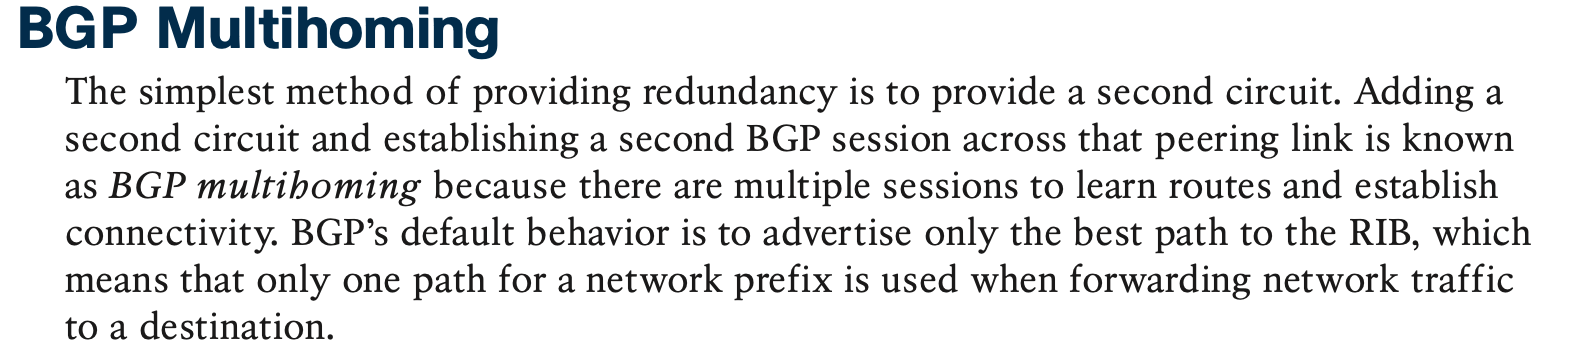 BGP Multihoming
The simplest method of providing redundancy is to provide a second circuit. Adding a
second circuit and establishing a second BGP session across that peering link is known
as BGP multihoming because there are multiple sessions to learn routes and establish
connectivity. BGP’s default behavior is to advertise only the best path to the RIB, which
means that only one path for a network prefix is used when forwarding network traffic
to a destination.